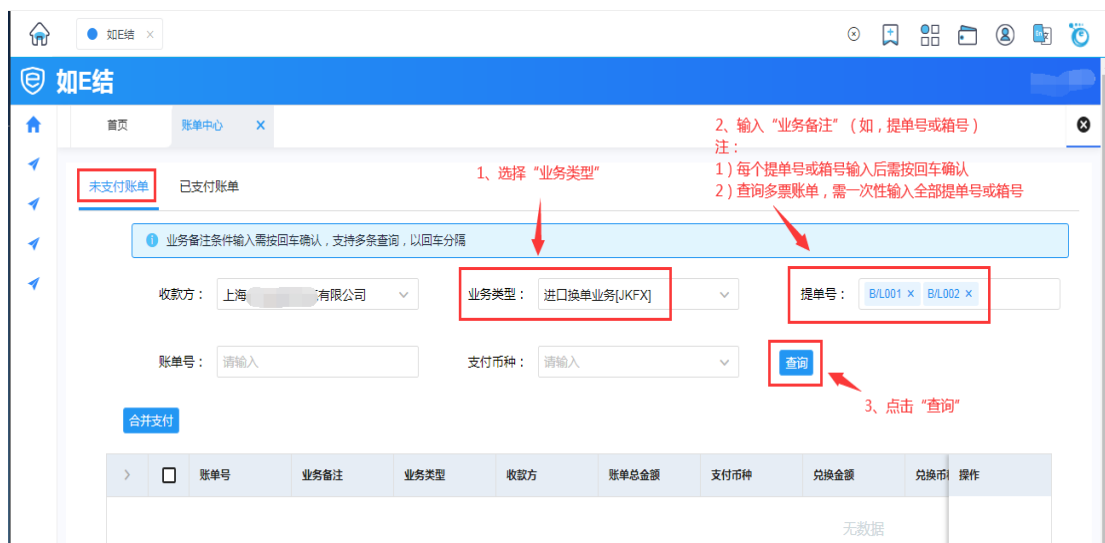 如E结
如E结
首页 账单中心
2、输入“业务备注”（如，提单号或箱号）
注：
1）每个提单号或箱号输入后需按回车确认
2）查询多票账单，需一次性输入全部提单号或箱号
1、选择“业务类型”
未支付账单 已支付账单
业务备注条件输入需按回车确认，支持多条查询，以回车分隔
收款方： 上海 有限公司 业务类型： 进口换单业务[JKFX] 提单号： B/L001 × B/L002 ×
账单号： 请输入 支付币种： 请输入 查询
3、点击“查询”
合并支付
账单号 业务备注 业务类型 收款方 账单总金额 支付币种 兑换金额 兑换币 操作
无数据